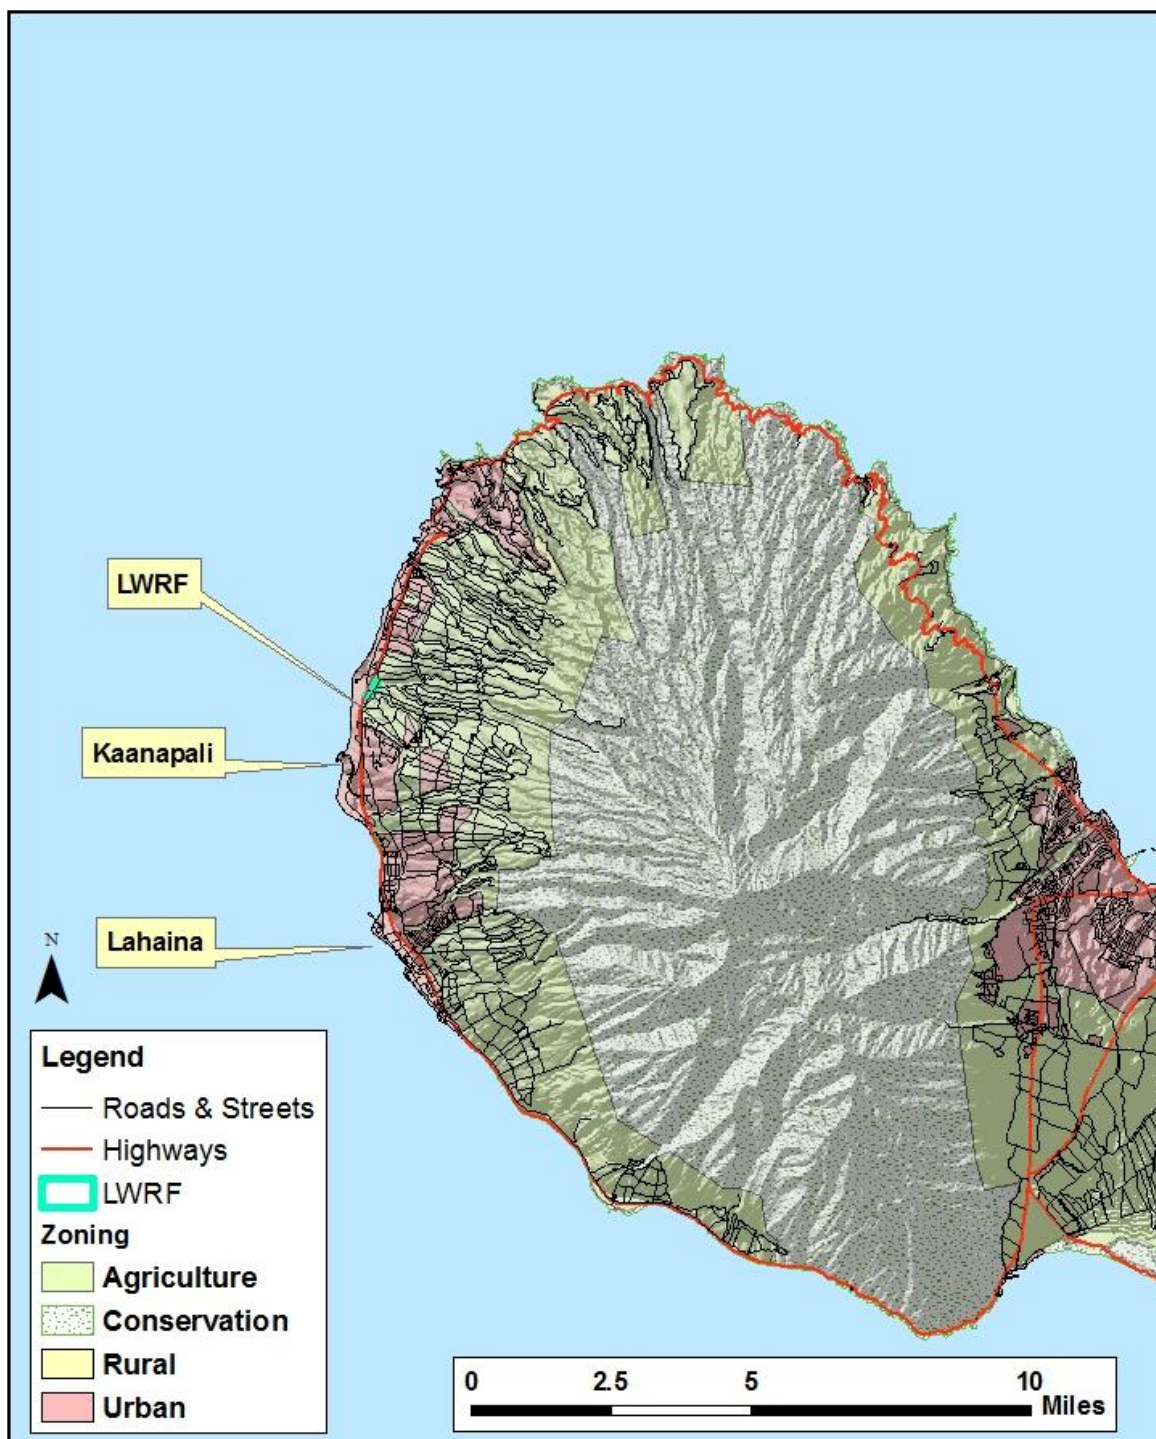 LWRF
Kaanapali
Lahaina
N
Legend
Roads & Streets
Highways
LWRF
Zoning
Agriculture
Conservation
Rural
Urban
0 2.5 5 10
Miles